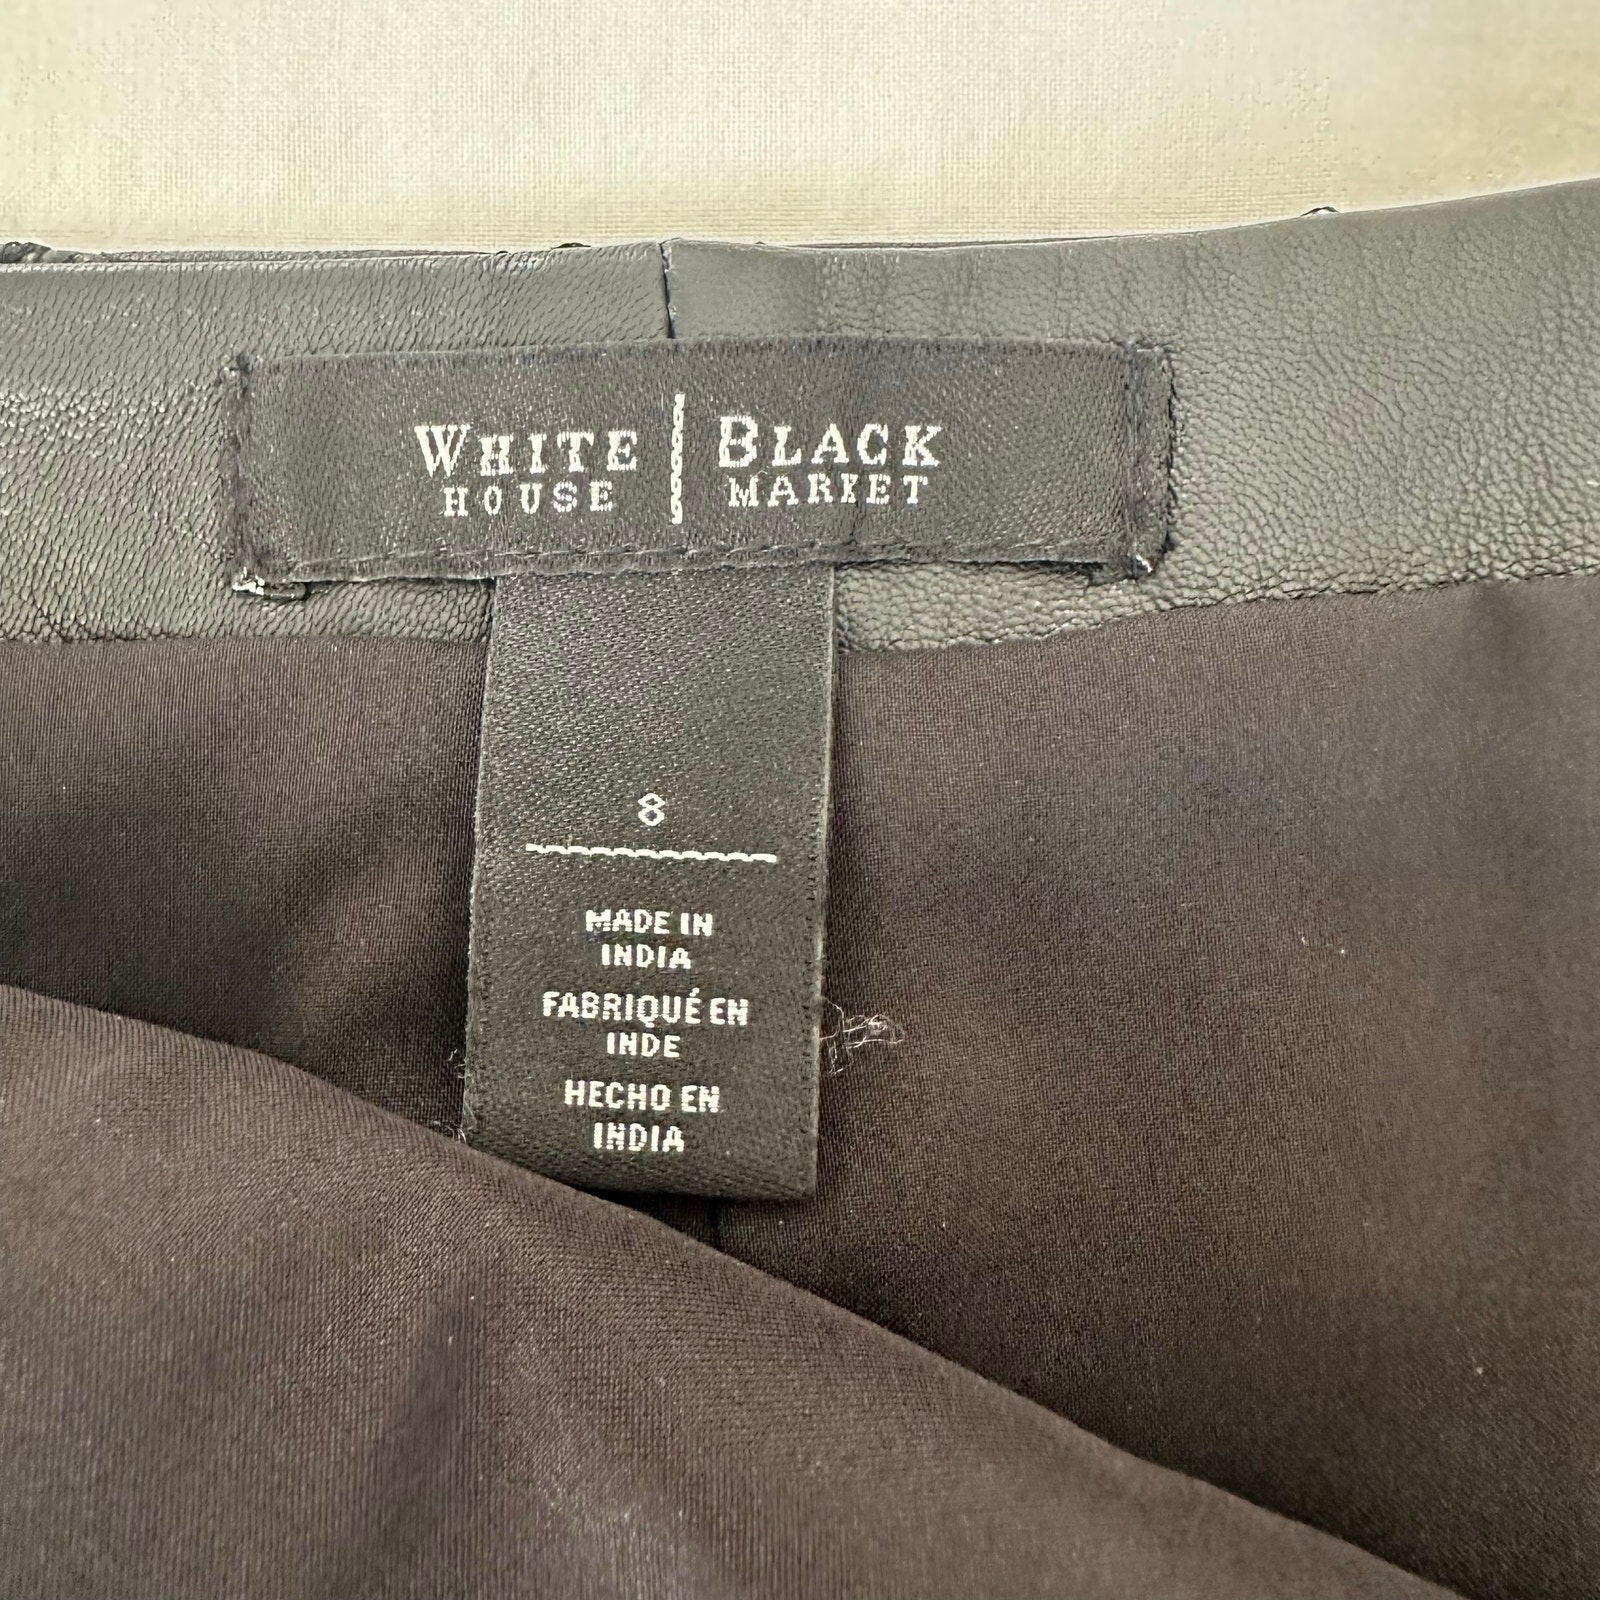 WHITE | BLACK
HOUSE | MARKET
8
MADE IN
INDIA
FABRIQUÉ EN
INDE
HECHO EN
INDIA